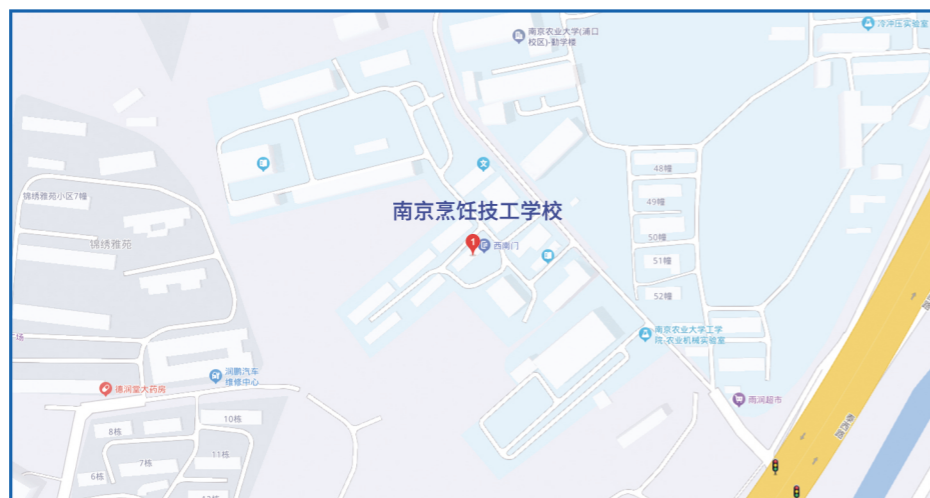 南京农业大学(浦口
校区)-勤学楼
冷冲压实验室
48幢
49幢
50幢
51幢
52幢
锦绣雅苑小区7幢
锦绣雅苑
南京烹饪技工学校
1
西南门
南京农业大学工学
院-农业机械实验室
场
润鹏汽车
维修中心
德润堂大药房
雨润超市
8栋
10栋
11栋
7栋
6栋